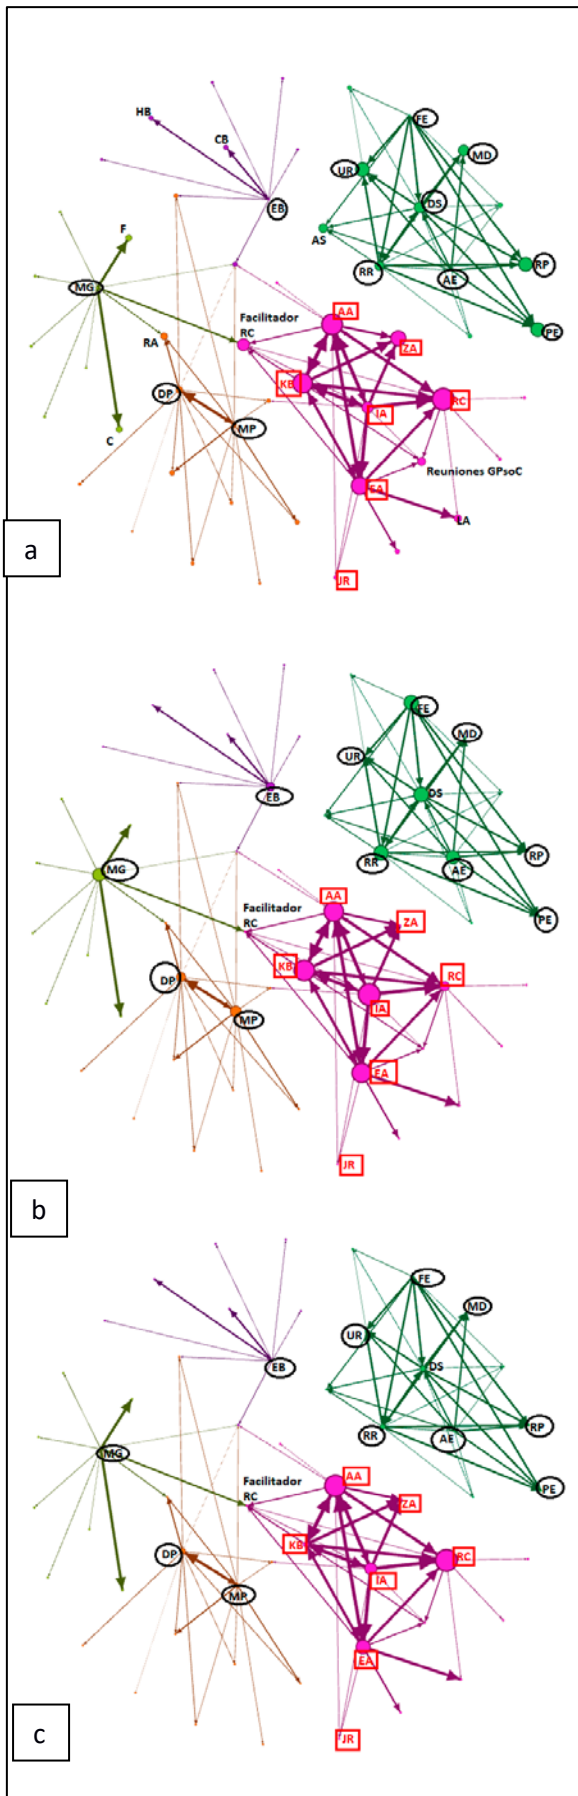 HB
CB
FE
MD
UR
EB
DS
F
AS
MG
RR
AE
RP
Facilitador
AA
RC
ZA
PE
RA
KB
DP
IA
RC
MP
C
Reuniones GPsoC
EA
LA
a
JR
EB
FE
MD
UR
DS
MG
RR
AE
RP
AA
Facilitador
RC
ZA
PE
KB
RC
DP
IA
MP
EA
JR
b
FE
MD
UR
EB
DS
MG
RR
AE
RP
Facilitador
AA
RC
ZA
PE
KB
RC
DP
IA
MP
EA
c
JR